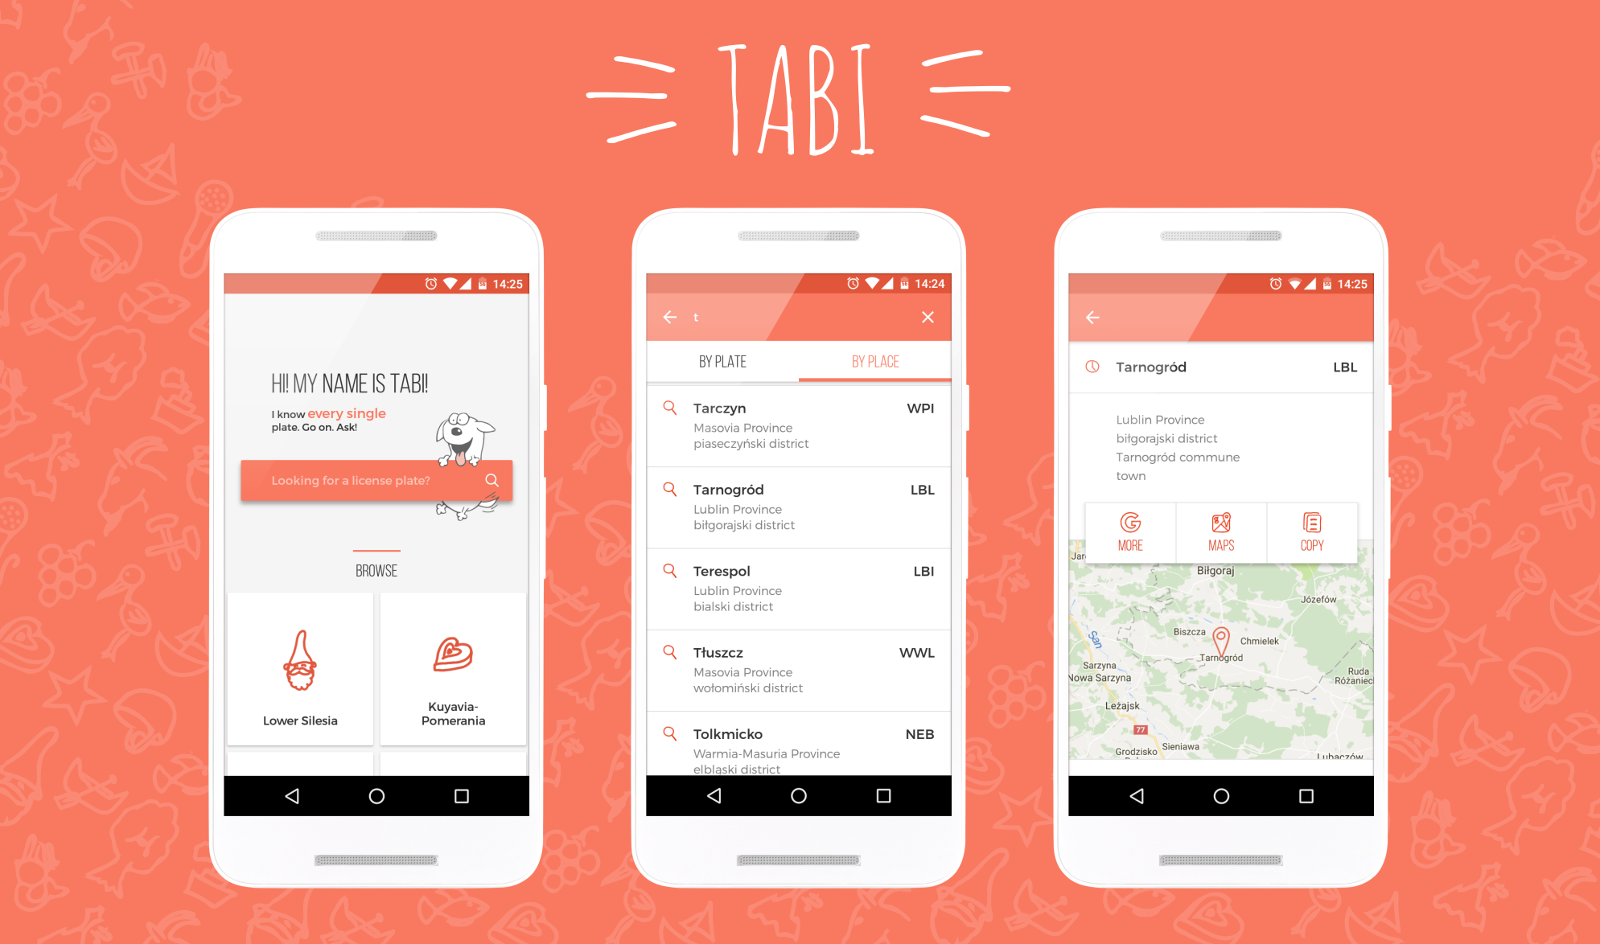 TABI
14:25
HI! MY NAME IS TABI!
I know every single
plate. Go on. Ask!
Looking for a license plate?
BROWSE
Lower Silesia
Kuyavia-
Pomerania
14:24
t
BY PLATE
BY PLACE
Tarczyn WPI
Masovia Province
piaseczyński district
Tarnogród LBL
Lublin Province
biłgorajski district
Terespol LBI
Lublin Province
bialski district
Tłuszcz WWL
Masovia Province
wołomiński district
Tolkmicko NEB
Warmia-Masuria Province
elbląski district
14:25
Tarnogród LBL
Lublin Province
biłgorajski district
Tarnogród commune
town
MORE
MAPS
COPY
Biłgoraj
Józefów
San
Biszcza
Chmielek
Tarnogród
Sarzyna
Nowa Sarzyna
Ruda
Różaniec
Leżajsk
77
Grodzisko
Sieniawa